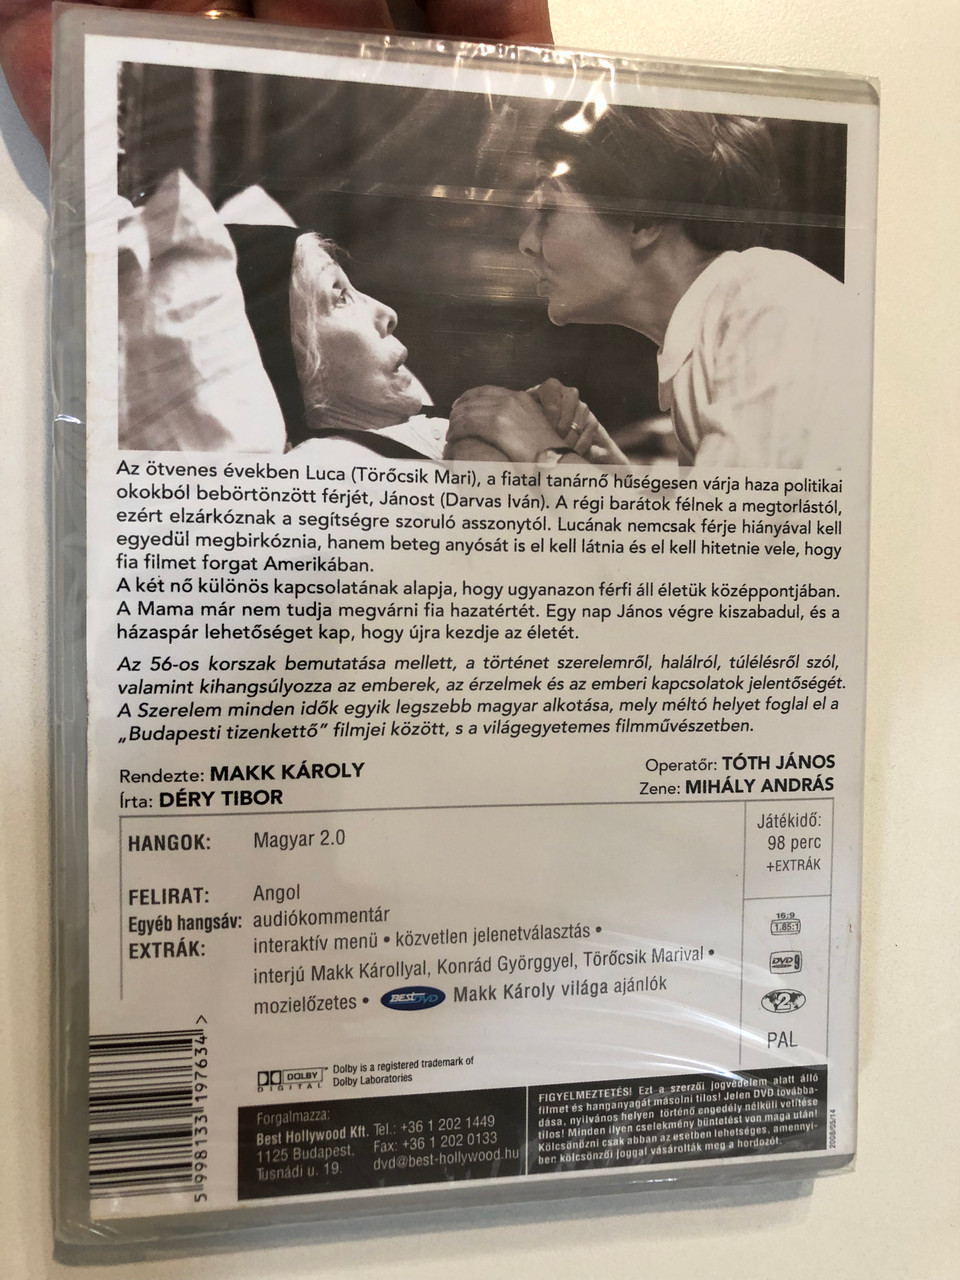 Az ötvenes években Luca (Törőcsik Mari), a fiatal tanárnő hűségesen várja haza politikai
okokból bebörtönzött férjét, Jánost (Darvas Iván). A régi barátok félnek a megtorlástól,
ezért elzárkóznak a segítségre szoruló asszonytól. Lucának nemcsak férje hiányával kell
egyedül megbirkóznia, hanem beteg anyósát is el kell látnia és el kell hitetnie vele, hogy
fia filmet forgat Amerikában.
A két nő különös kapcsolatának alapja, hogy ugyanazon férfi áll életük középpontjában.
A Mama már nem tudja megvárni fia hazatértét. Egy nap János végre kiszabadul, és a
házaspár lehetőséget kap, hogy újra kezdje az életét.
Az 56-os korszak bemutatása mellett, a történet szerelemről, halálról, túlélésről szól,
valamint kihangsúlyozza az emberek, az érzelmek és az emberi kapcsolatok jelentőségét.
A Szerelem minden idők egyik legszebb magyar alkotása, mely méltó helyet foglal el a
„Budapesti tizenkettő” filmjei között, s a világegyetemes filmművészetben.
Rendezte: MAKK KÁROLY
Írta: DÉRY TIBOR
Operatőr: TÓTH JÁNOS
Zene: MIHÁLY ANDRÁS
HANGOK: Magyar 2.0
FELIRAT: Angol
Egyéb hangsáv: audiókommentár
EXTRÁK: interaktív menü • közvetlen jelenetválasztás •
interjú Makk Károllyal, Konrád Györggyel, Törőcsik Marival •
mozielőzetes • BEST DVD Makk Károly világa ajánlók
Játékidő:
98 perc
+EXTRÁK
16:9
1.85:1
DVD 9
2
PAL
5 998133 197634 >
DOLBY
DIGITAL
Dolby is a registered trademark of
Dolby Laboratories
Forgalmazza:
Best Hollywood Kft.
1125 Budapest,
Tusnádi u. 19.
Tel.: +36 1 202 1449
Fax: +36 1 202 0133
dvd@best-hollywood.hu
FIGYELMEZTETÉS! Ezt a szerzői jogvédelem alatt álló
filmet és hanganyagát másolni tilos! Jelen DVD továbba-
dása, nyilvános helyen történő engedély nélküli vetítése
tilos! Minden ilyen cselekmény büntetést von maga után!
Kölcsönözni csak abban az esetben lehetséges, amennyi-
ben kölcsönzői joggal vásárolták meg a hordozót.
2008/05/14